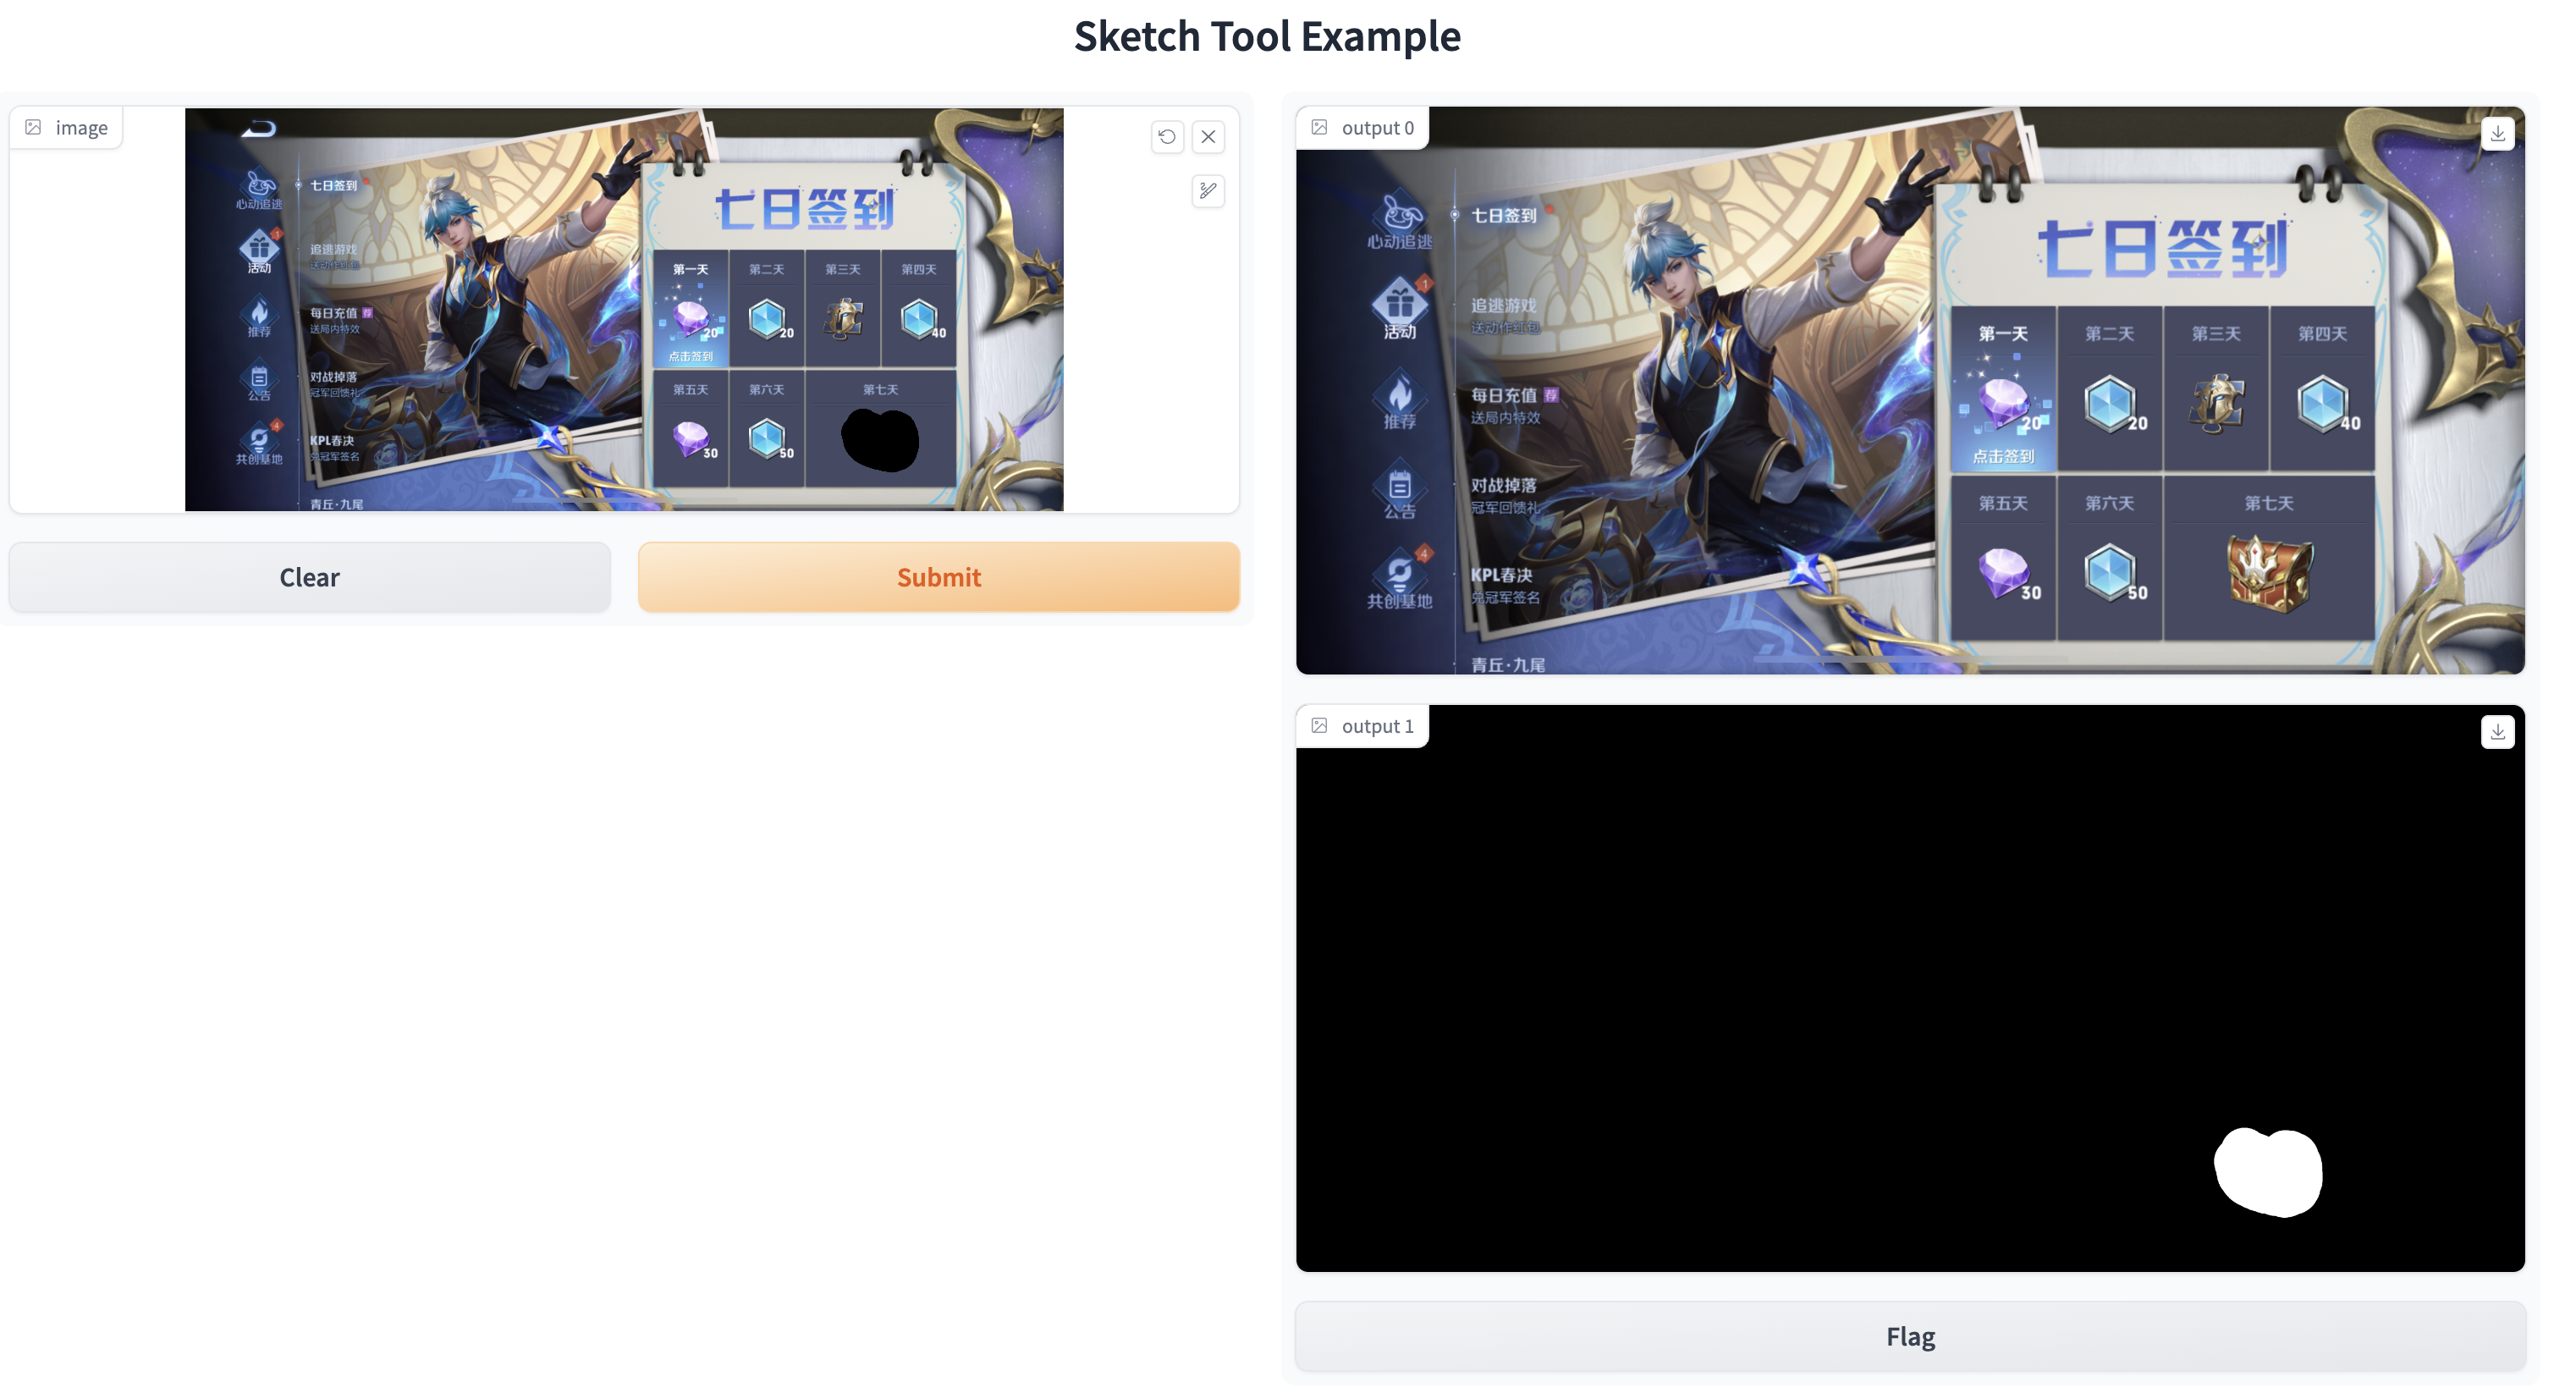 Sketch Tool Example
image
心动追逃
活动
1
推荐
公告
共创基地
4
七日签到
追逃游戏
送动作红包
每日充值 荐
送局内特效
对战掉落
冠军回馈礼
KPL春决
兑冠军签名
青丘·九尾
七日签到
第一天
第二天
第三天
第四天
20
20
40
点击签到
第五天
第六天
第七天
30
50
Clear
Submit
output 0
心动追逃
活动
1
推荐
公告
共创基地
4
七日签到
追逃游戏
送动作红包
每日充值 荐
送局内特效
对战掉落
冠军回馈礼
KPL春决
兑冠军签名
青丘·九尾
七日签到
第一天
第二天
第三天
第四天
20
20
40
点击签到
第五天
第六天
第七天
30
50
output 1
Flag